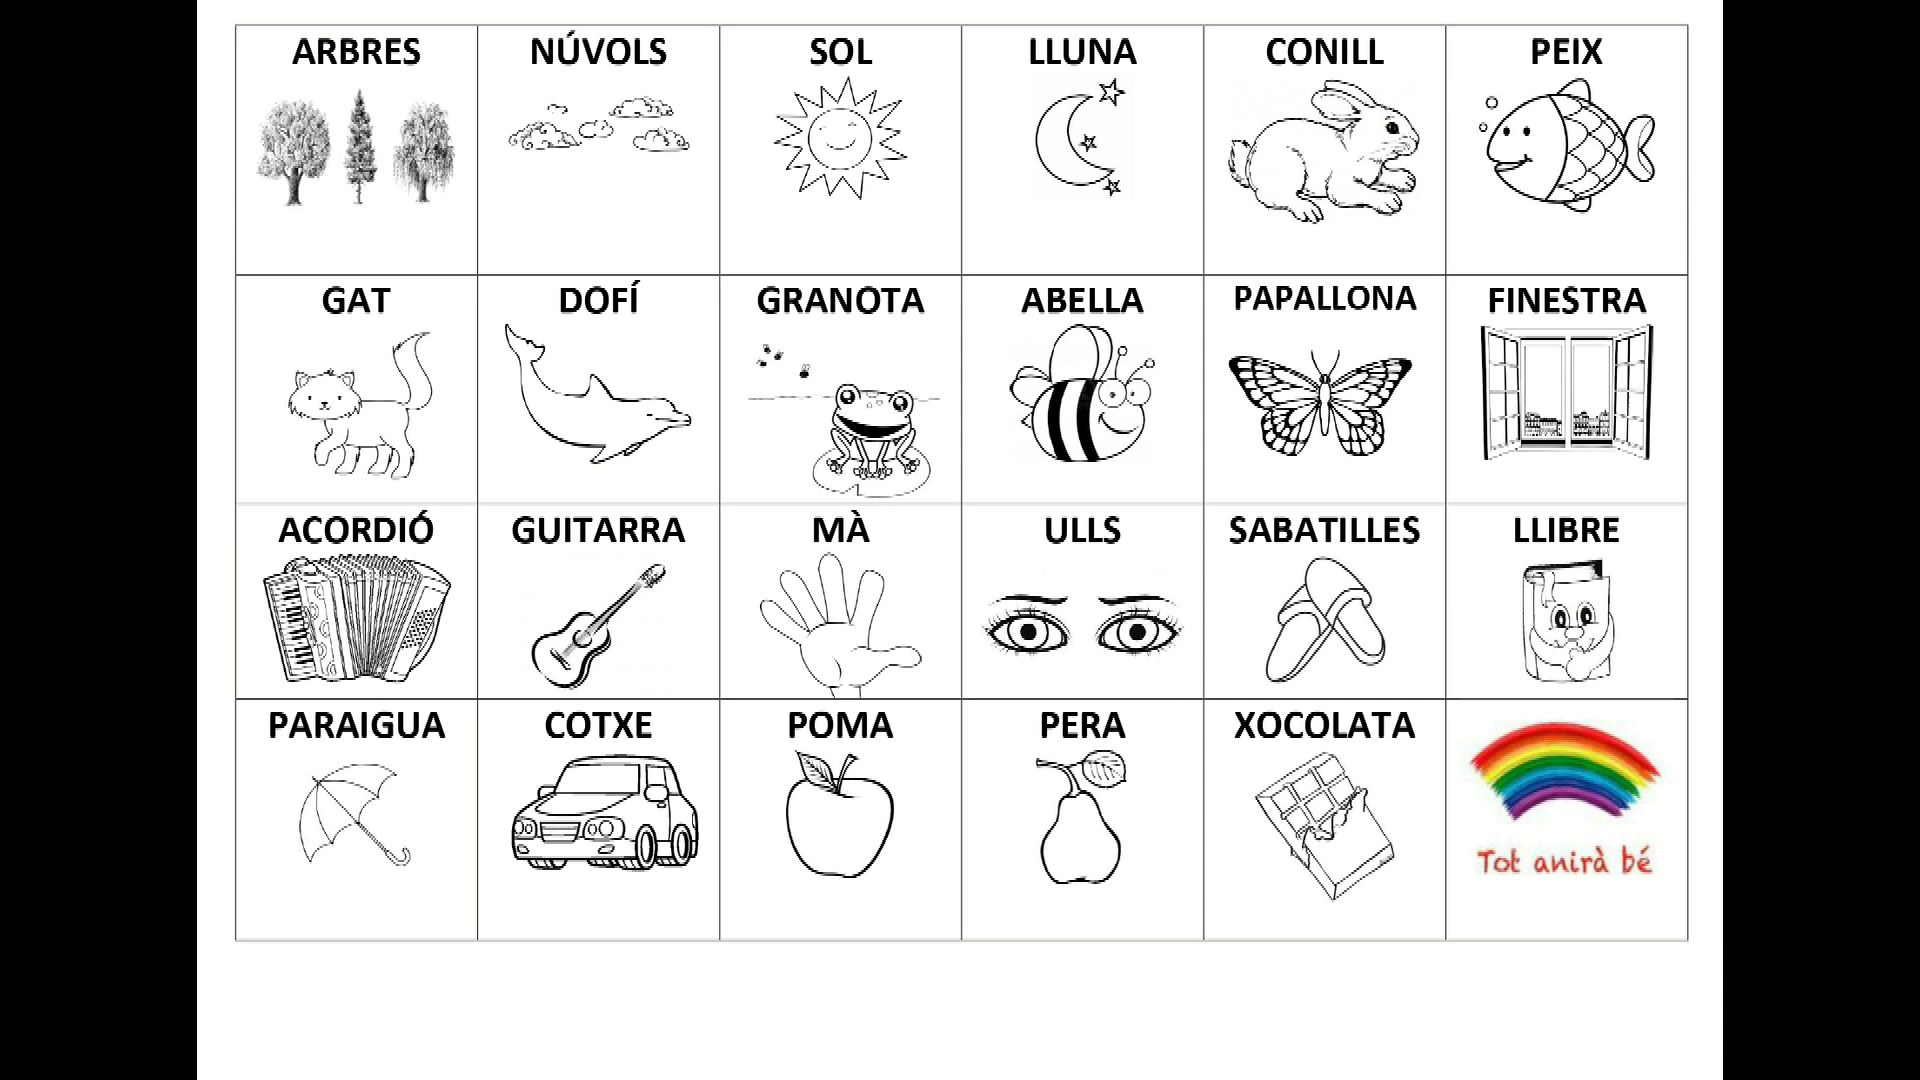 ARBRES
NÚVOLS
SOL
LLUNA
CONILL
PEIX
GAT
DOFÍ
GRANOTA
ABELLA
PAPALLONA
FINESTRA
ACORDIÓ
GUITARRA
MÀ
ULLS
SABATILLES
LLIBRE
PARAIGUA
COTXE
POMA
PERA
XOCOLATA
Tot anirà bé